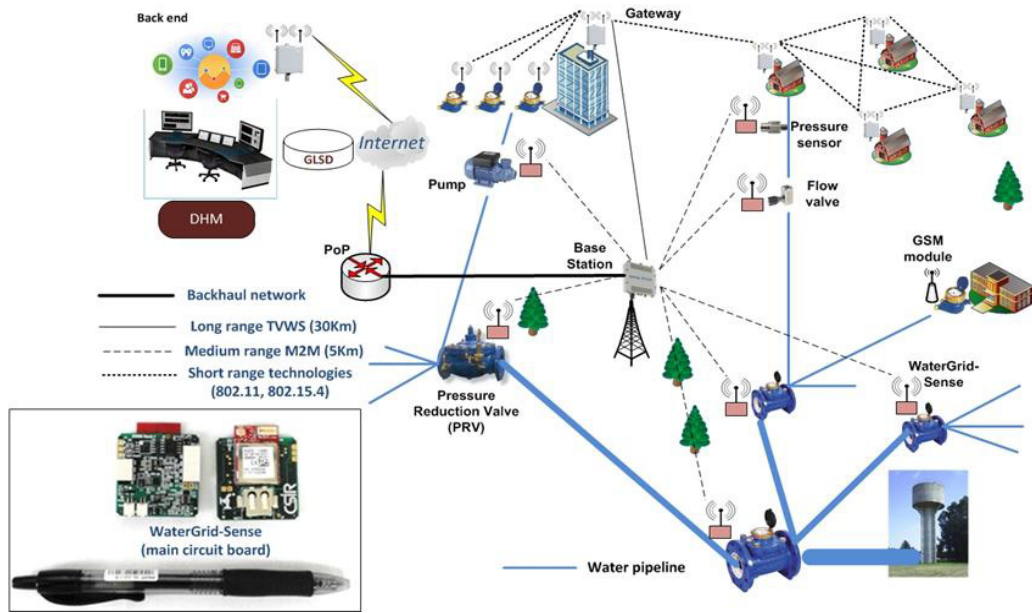 Back end
Gateway
GLSD
Internet
DHM
Pump
Pressure
sensor
Flow
valve
PoP
Base
Station
GSM
module
Backhaul network
Long range TVWS (30Km)
Medium range M2M (5Km)
Short range technologies
(802.11, 802.15.4)
Pressure
Reduction Valve
(PRV)
WaterGrid-
Sense
CSIR
WaterGrid-Sense
(main circuit board)
Water pipeline